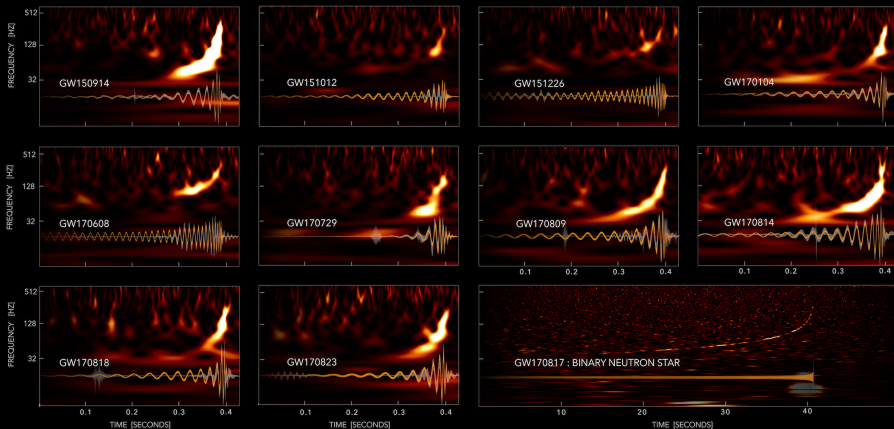 FREQUENCY [HZ]
512
128
32
GW150914
GW151012
GW151226
GW170104
FREQUENCY [HZ]
512
128
32
GW170608
GW170729
GW170809
GW170814
0.1 0.2 0.3 0.4
0.1 0.2 0.3 0.4
FREQUENCY [HZ]
512
128
32
GW170818
GW170823
GW170817 : BINARY NEUTRON STAR
0.1 0.2 0.3 0.4
0.1 0.2 0.3 0.4
10 20 30 40
TIME [SECONDS]
TIME [SECONDS]
TIME [SECONDS]